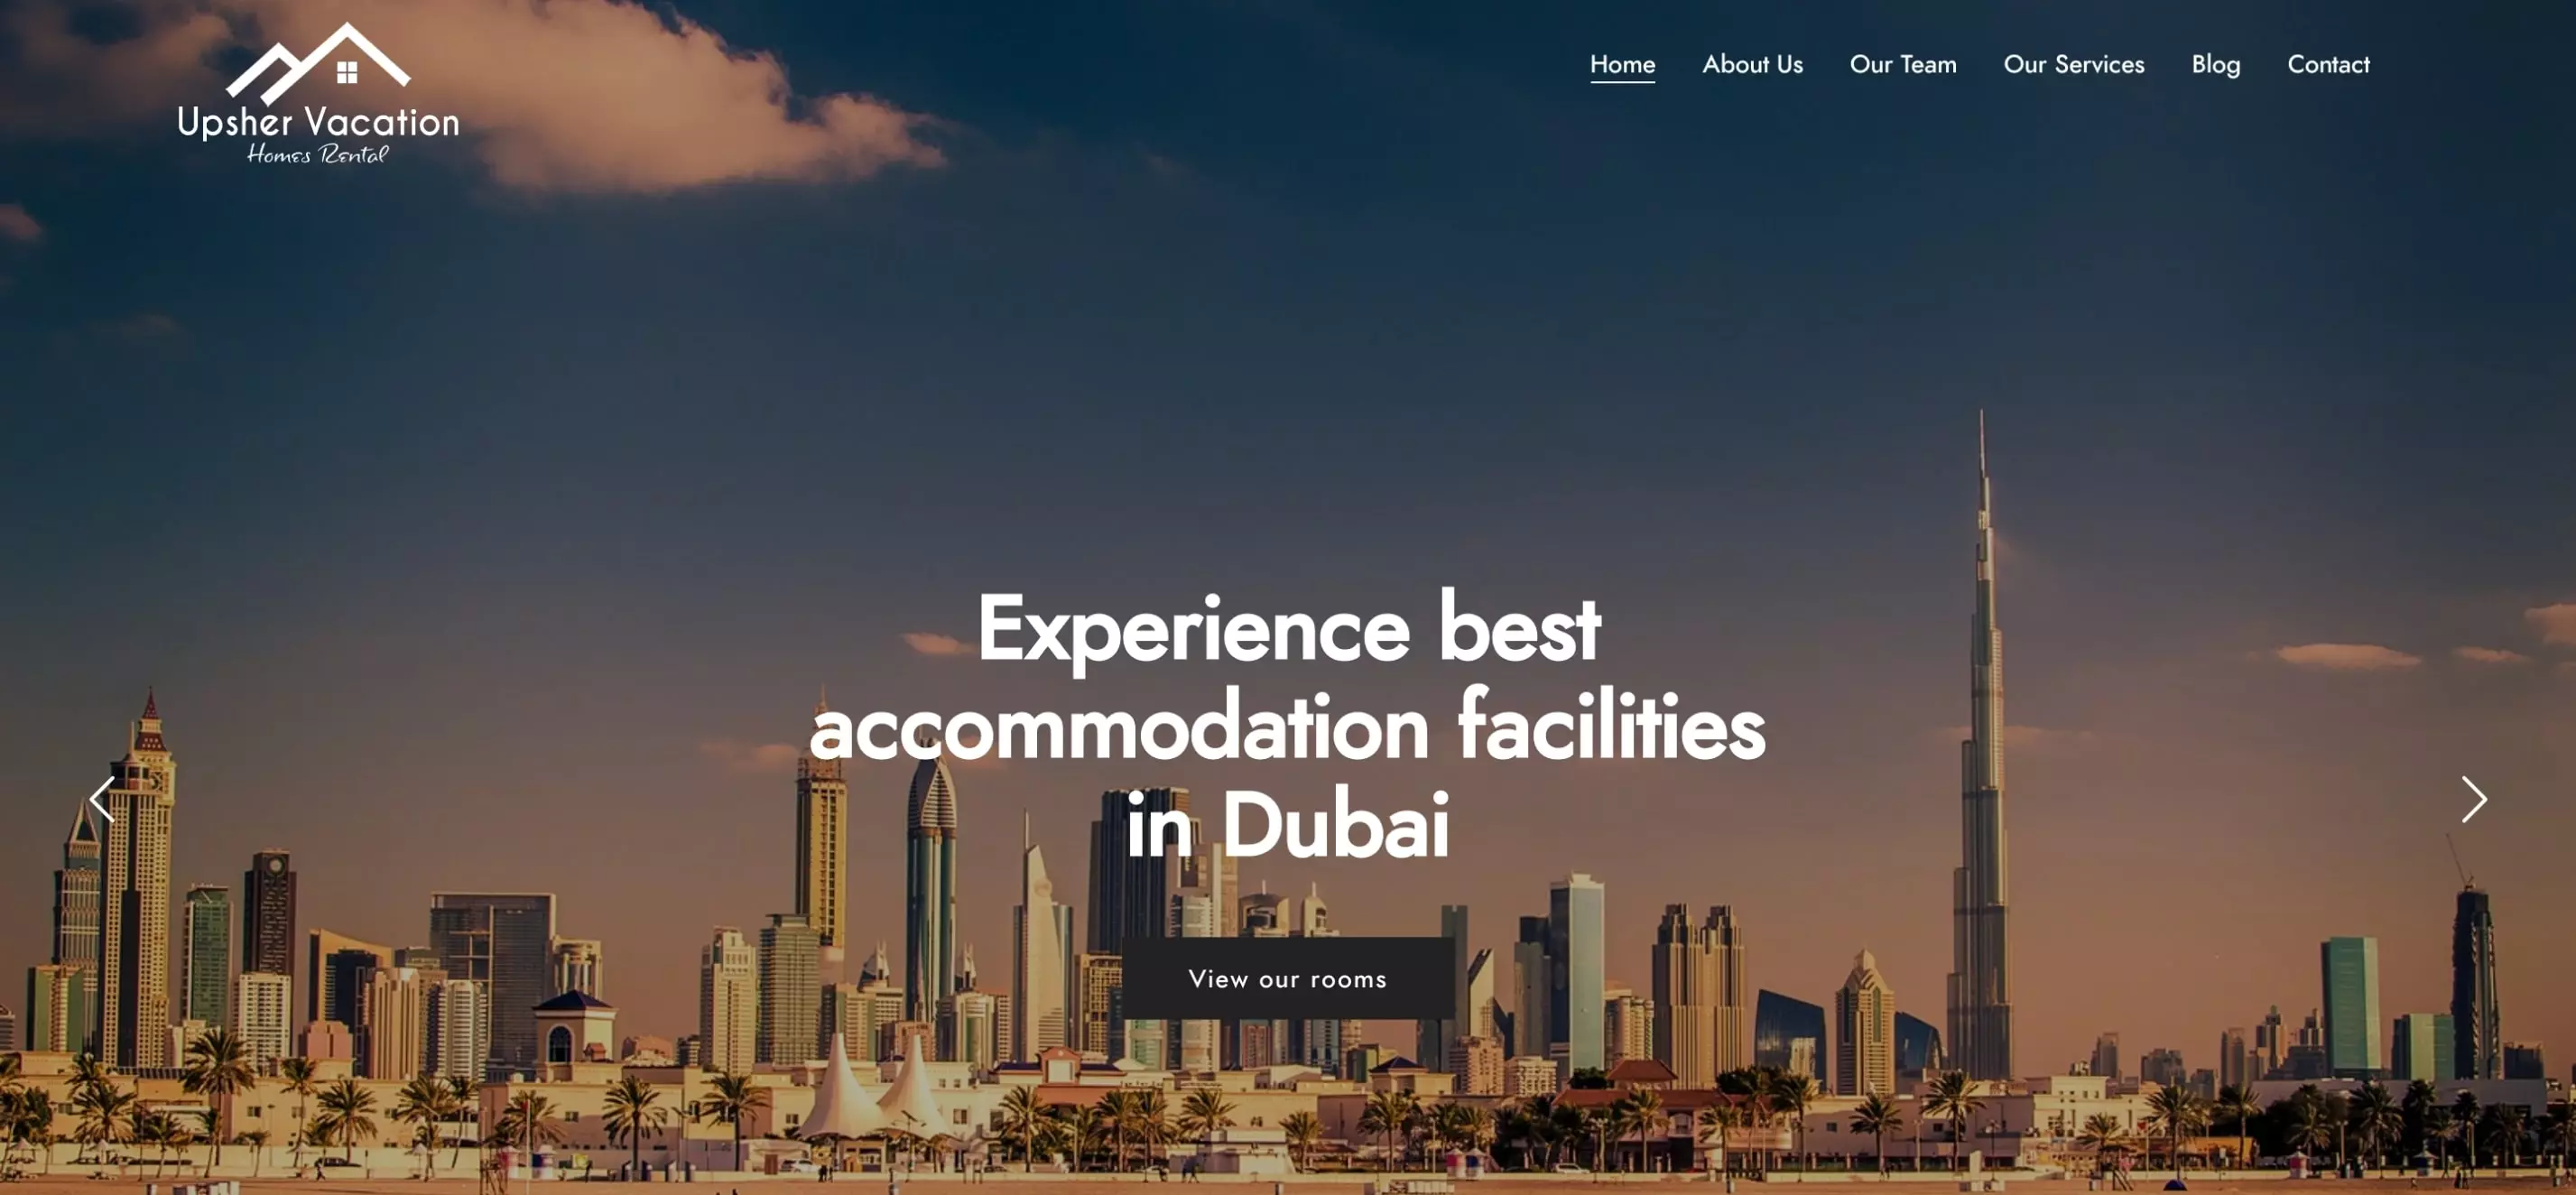 Upsher Vacation
Homes Rental
Home About Us Our Team Our Services Blog Contact
Experience best
accommodation facilities
in Dubai
View our rooms